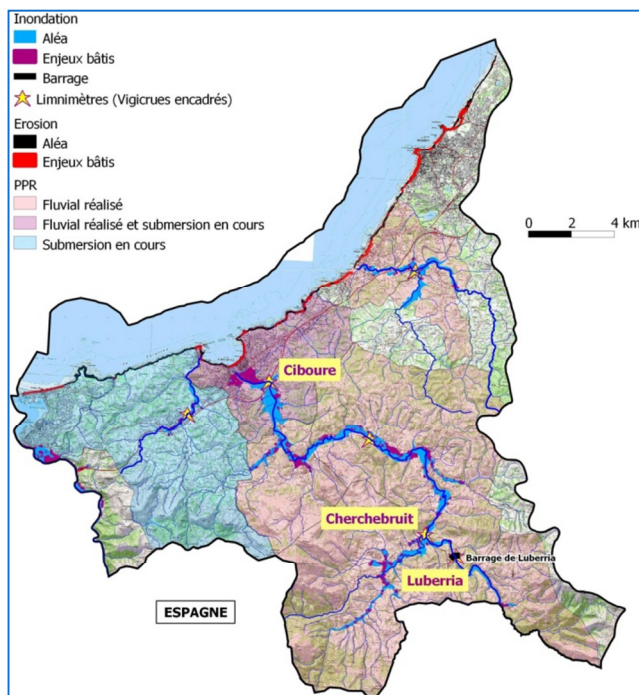 Inondation
Aléa
Enjeux bâtis
Barrage
Limnimètres (Vigicrues encadrés)
Erosion
Aléa
Enjeux bâtis
PPR
Fluvial réalisé
Fluvial réalisé et submersion en cours
Submersion en cours
0 2 4 km
Ciboure
Cherchebruit
Barrage de Luberria
Luberria
ESPAGNE